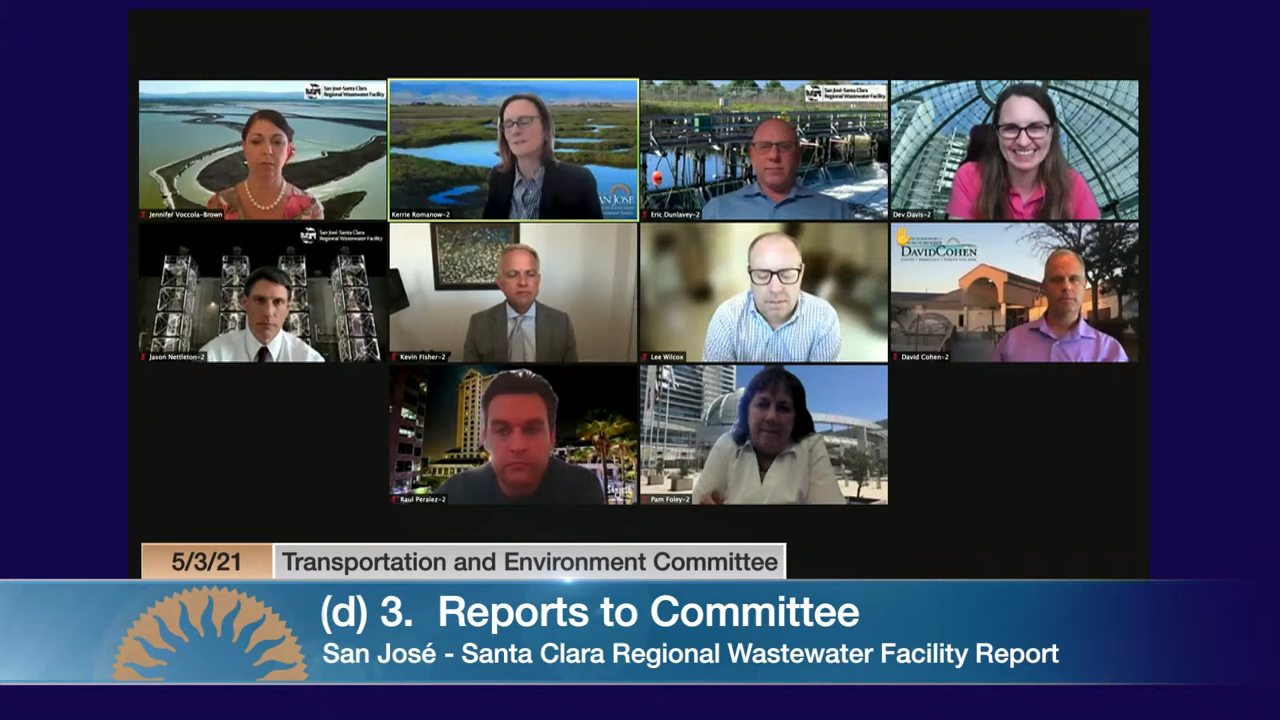 San José-Santa Clara
Regional Wastewater Facility
Jennifer Voccola-Brown
SAN JOSE
Kerrie Romanow-2
San José-Santa Clara
Regional Wastewater Facility
Eric Dunlavey-2
Dev Davis-2
San José-Santa Clara
Regional Wastewater Facility
Jason Nettleton-2
Kevin Fisher-2
Lee Wilcox
DAVIDCOHEN
David Cohen-2
Raul Peralez-2
Pam Foley-2
5/3/21
Transportation and Environment Committee
(d) 3. Reports to Committee
San José - Santa Clara Regional Wastewater Facility Report